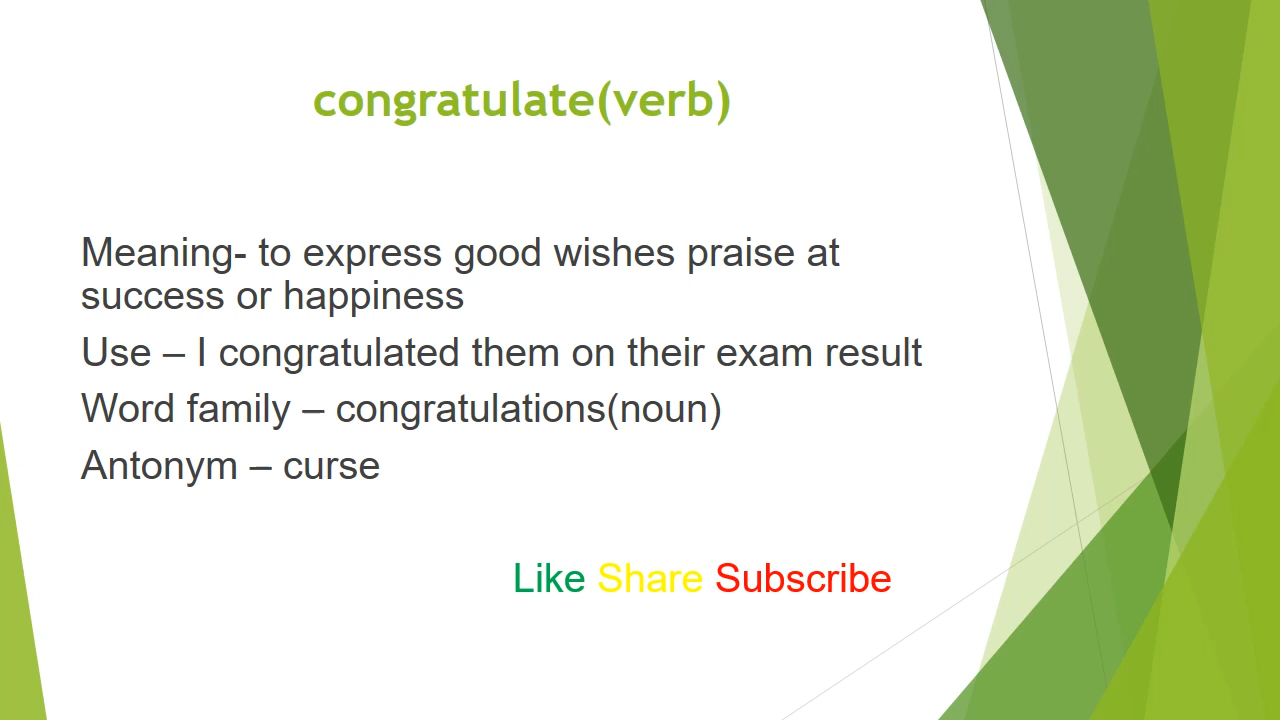 congratulate(verb)
Meaning- to express good wishes praise at
success or happiness
Use – I congratulated them on their exam result
Word family – congratulations(noun)
Antonym – curse
Like Share Subscribe